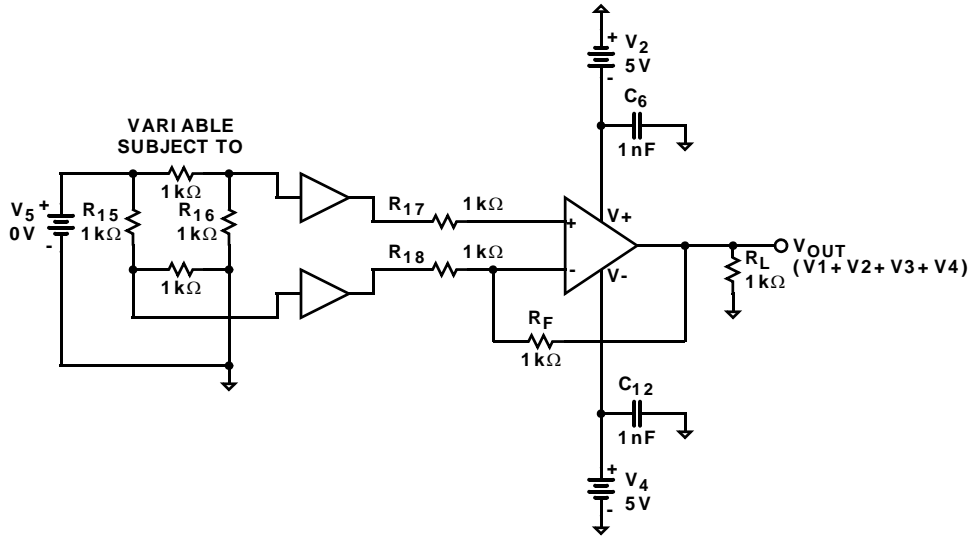 + V2
5V
-
C6
1nF
VARIABLE
SUBJECT TO
1kΩ
V5 +
0V
-
R15
1kΩ
R16
1kΩ
1kΩ
R17
1kΩ
R18
1kΩ
+
-
V+
V-
RF
1kΩ
VOUT
(V1+V2+V3+V4)
RL
1kΩ
C12
1nF
+ V4
5V
-